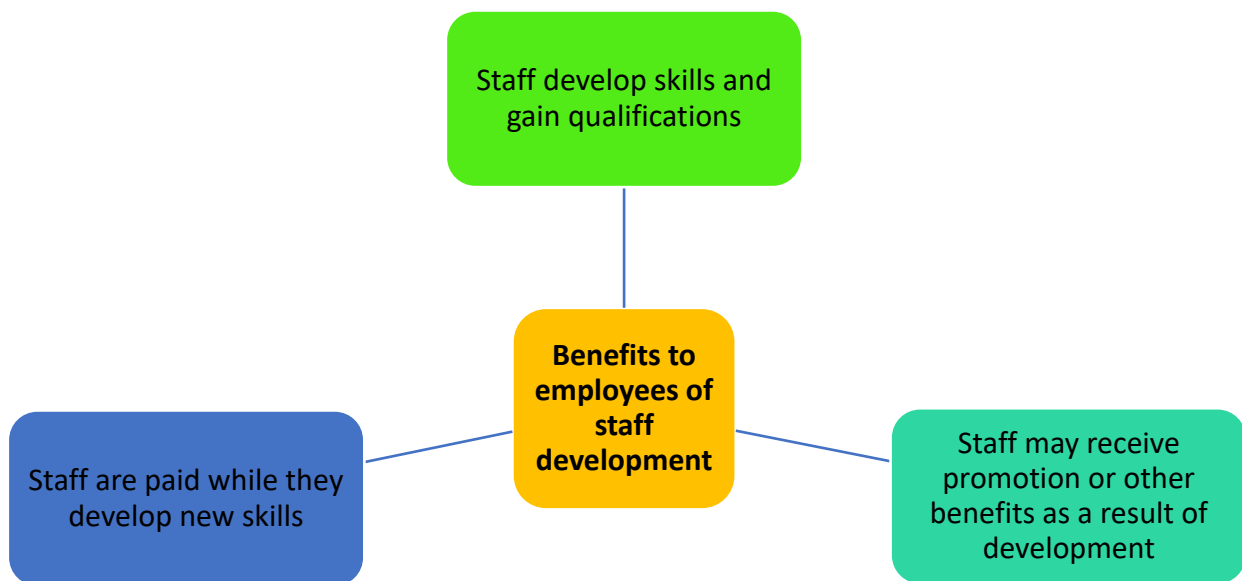 Staff develop skills and
gain qualifications
Benefits to
employees of
staff
development
Staff are paid while they
develop new skills
Staff may receive
promotion or other
benefits as a result of
development